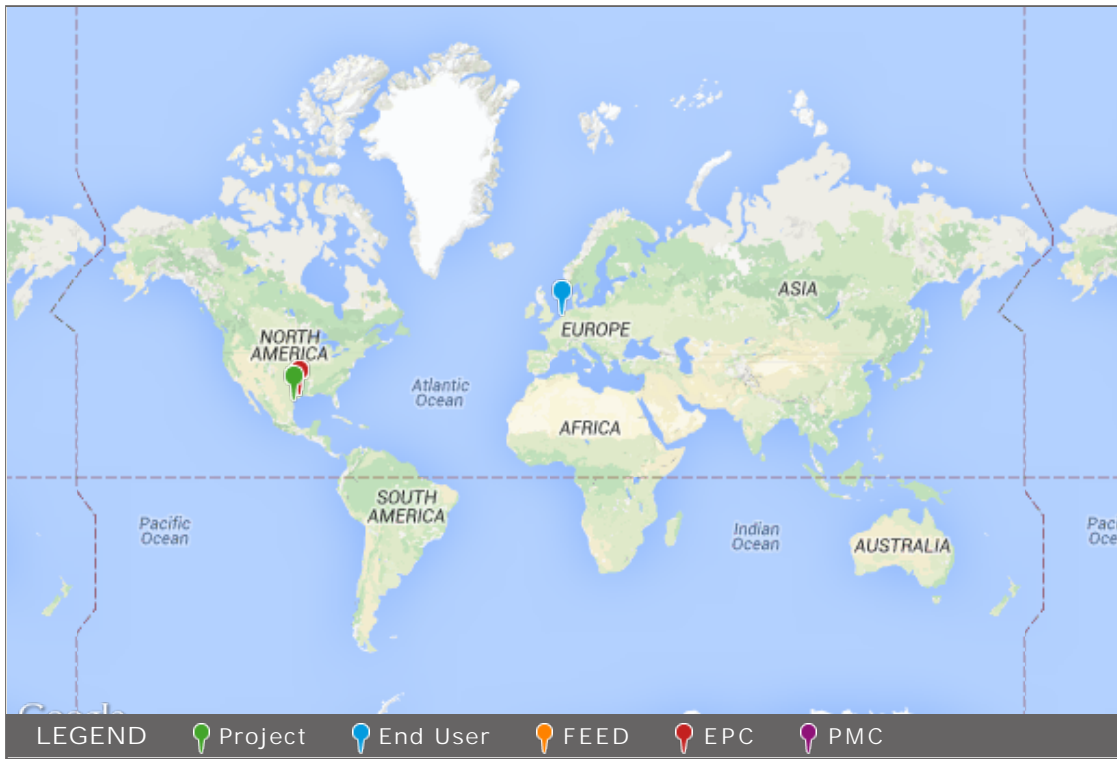 ASIA
EUROPE
NORTH
AMERICA
Atlantic
Ocean
AFRICA
SOUTH
AMERICA
Pacific
Ocean
Indian
Ocean
AUSTRALIA
Google
LEGEND Project End User FEED EPC PMC